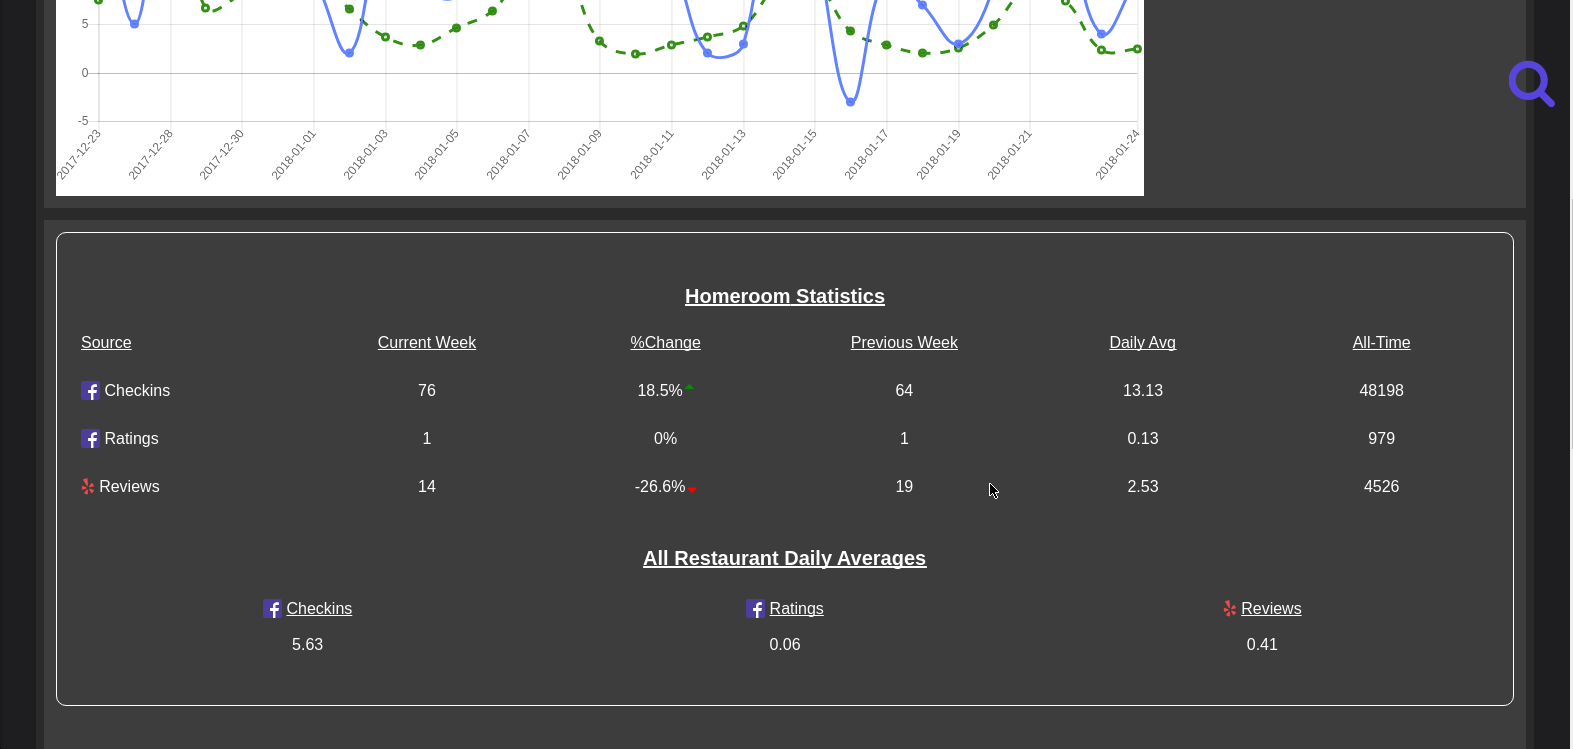 5
0
-5
2017-12-23 2017-12-28 2017-12-30 2018-01-01 2018-01-03 2018-01-05 2018-01-07 2018-01-09 2018-01-11 2018-01-13 2018-01-15 2018-01-17 2018-01-19 2018-01-21 2018-01-24
Homeroom Statistics
Source Current Week %Change Previous Week Daily Avg All-Time
Checkins 76 18.5% 64 13.13 48198
Ratings 1 0% 1 0.13 979
Reviews 14 -26.6% 19 2.53 4526
All Restaurant Daily Averages
Checkins Ratings Reviews
5.63 0.06 0.41